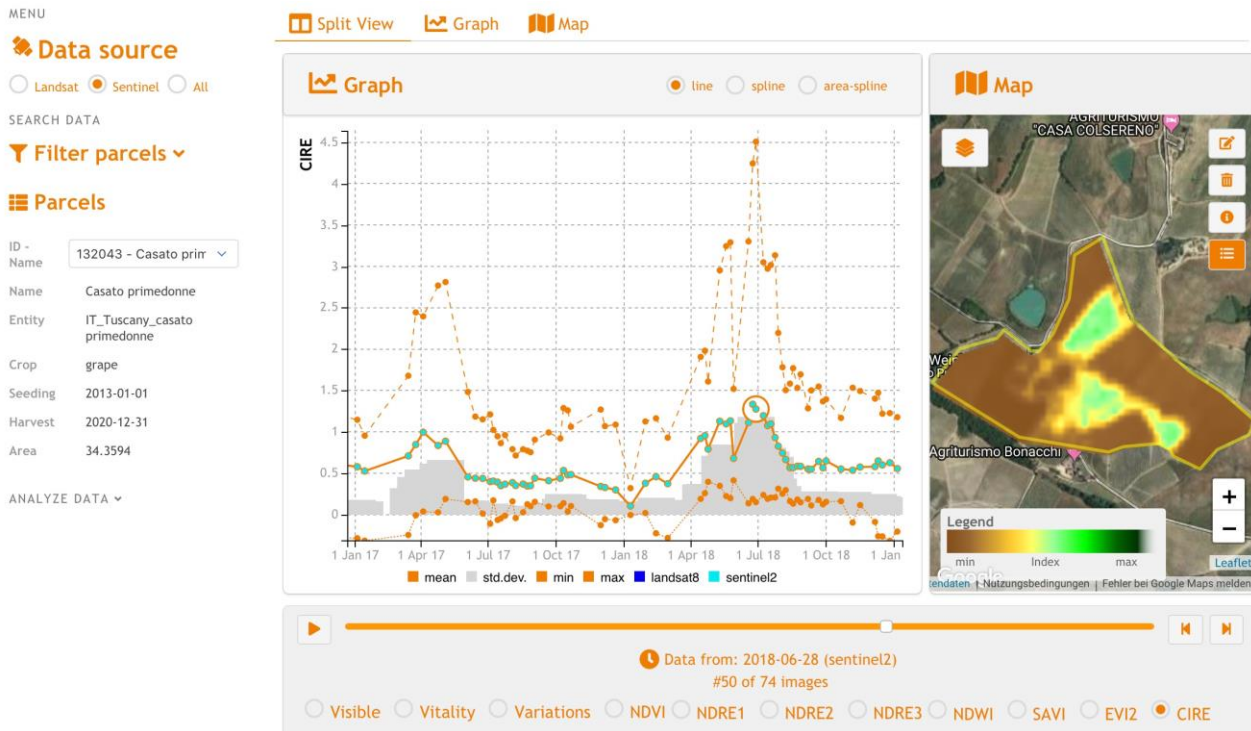 MENU
Data source
Landsat Sentinel All
SEARCH DATA
Filter parcels
Parcels
ID - Name 132043 - Casato prim
Name Casato primedonne
Entity IT_Tuscany_casato primedonne
Crop grape
Seeding 2013-01-01
Harvest 2020-12-31
Area 34.3594
ANALYZE DATA
Split View Graph Map
Graph
line spline area-spline
CIRE
4.5
4
3.5
3
2.5
2
1.5
1
0.5
0
1 Jan 17 1 Apr 17 1 Jul 17 1 Oct 17 1 Jan 18 1 Apr 18 1 Jul 18 1 Oct 18 1 Jan
mean std.dev. min max landsat8 sentinel2
Map
AGRITURISMO
"CASA COLSERENO"
Agriturismo Bonacchi
+
−
Legend
min Index max
Leaflet
Google
Nutzungsbedingungen Fehler bei Google Maps melden
Data from: 2018-06-28 (sentinel2)
#50 of 74 images
Visible Vitality Variations NDVI NDRE1 NDRE2 NDRE3 NDWI SAVI EVI2 CIRE